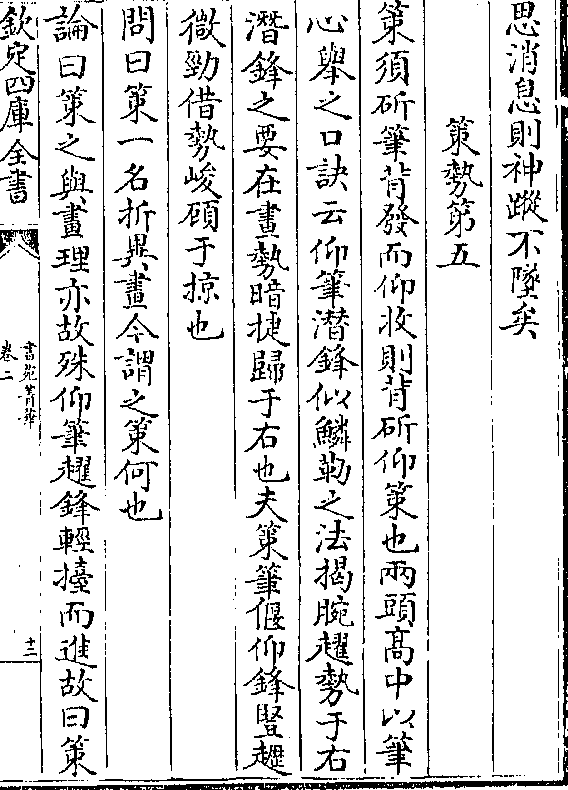 思消息則神蹤不墜矣
策勢第五
策須斫筆背發而仰收則背斫仰策也兩頭髙中以筆
心舉之口訣云仰筆潛鋒似鱗勒之法揭腕趯勢于右
潛鋒之要在畫勢暗捷歸于右也夫策筆偃仰鋒豎趯
微勁借勢峻頎于掠也
問曰策一名折異畫今謂之策何也
論曰策之與畫理亦故殊仰筆趯鋒輕擡而進故曰策
欽定四庫全書
書苑菁華
卷二
十二